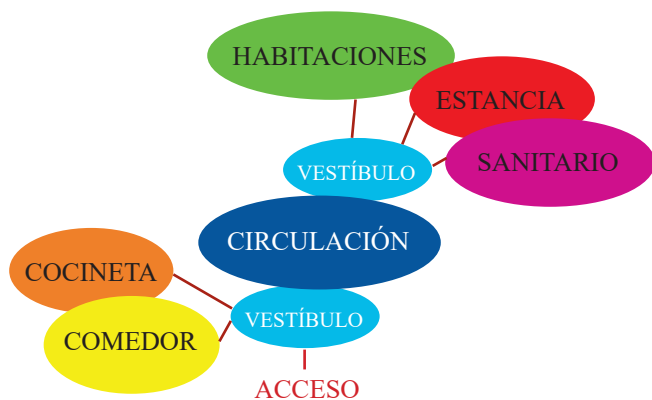 HABITACIONES
ESTANCIA
SANITARIO
VESTÍBULO
CIRCULACIÓN
COCINETA
VESTÍBULO
COMEDOR
ACCESO